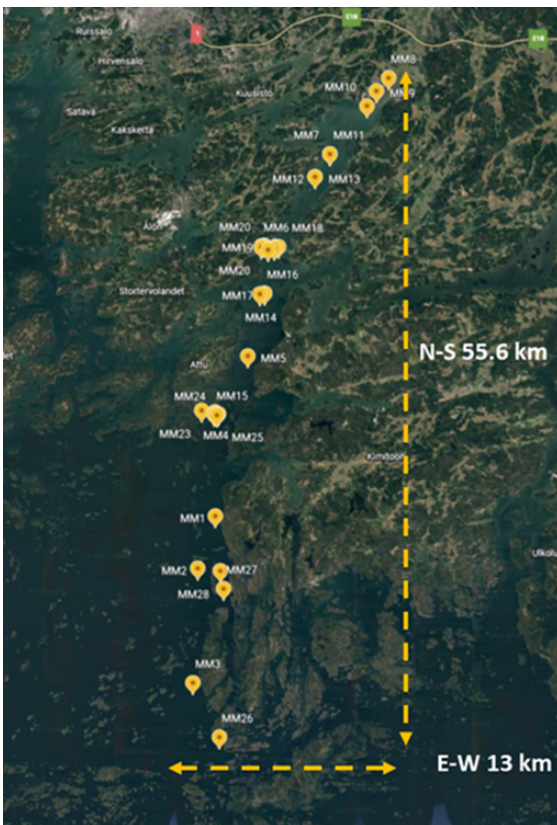 E18
Ruissalo
1
E18
Hirvensalo
MM8
Kuusisto
MM10
MM9
Satava
Kakskerta
MM7
MM11
MM12
MM13
Ålön
MM20
MM6
MM18
MM19
MM20
MM16
Stortervolandet
MM17
MM14
N-S 55.6 km
MM5
Attu
MM24
MM15
MM23
MM4
MM25
Kimitoön
MM1
MM2
MM27
MM28
MM3
MM26
E-W 13 km